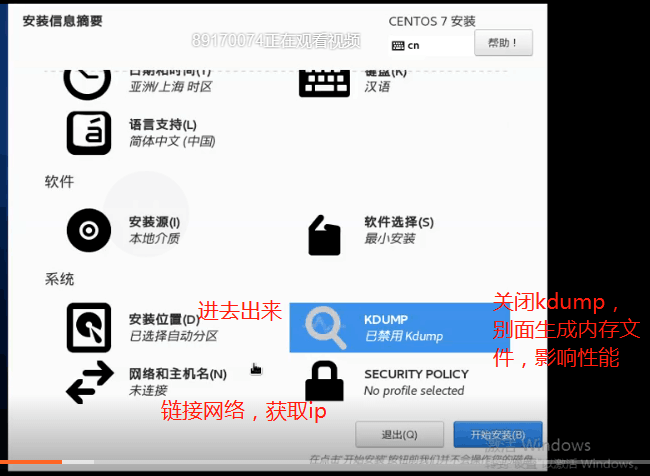 安装信息摘要
CENTOS 7 安装
89170074正在观看视频
cn
帮助！
日期和时间(T)
亚洲/上海 时区
键盘(K)
汉语
语言支持(L)
简体中文 (中国)
软件
安装源(I)
本地介质
软件选择(S)
最小安装
系统
安装位置(D)
已选择自动分区
进去出来
KDUMP
已禁用 Kdump
关闭kdump，
别面生成内存文
件，影响性能
网络和主机名(N)
未连接
SECURITY POLICY
No profile selected
链接网络，获取ip
退出(Q)
开始安装(B)
激活 Windows
在点击"开始安装"按钮前我们并不会操作您的磁盘。
激活 Windows。